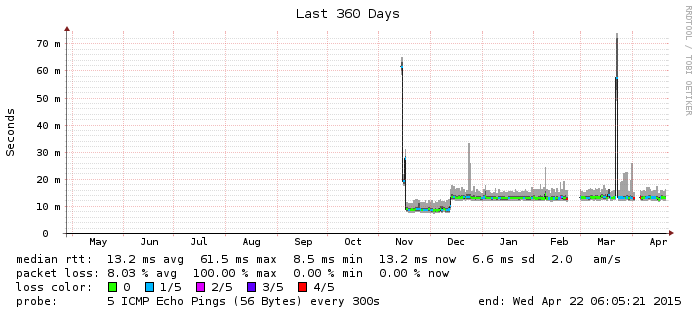 Last 360 Days
RRDTOOL / TOBI OETIKER
Seconds
70 m
60 m
50 m
40 m
30 m
20 m
10 m
0
May Jun Jul Aug Sep Oct Nov Dec Jan Feb Mar Apr
median rtt: 13.2 ms avg 61.5 ms max 8.5 ms min 13.2 ms now 6.6 ms sd 2.0 am/s
packet loss: 8.03 % avg 100.00 % max 0.00 % min 0.00 % now
loss color: 0 1/5 2/5 3/5 4/5
probe: 5 ICMP Echo Pings (56 Bytes) every 300s end: Wed Apr 22 06:05:21 2015